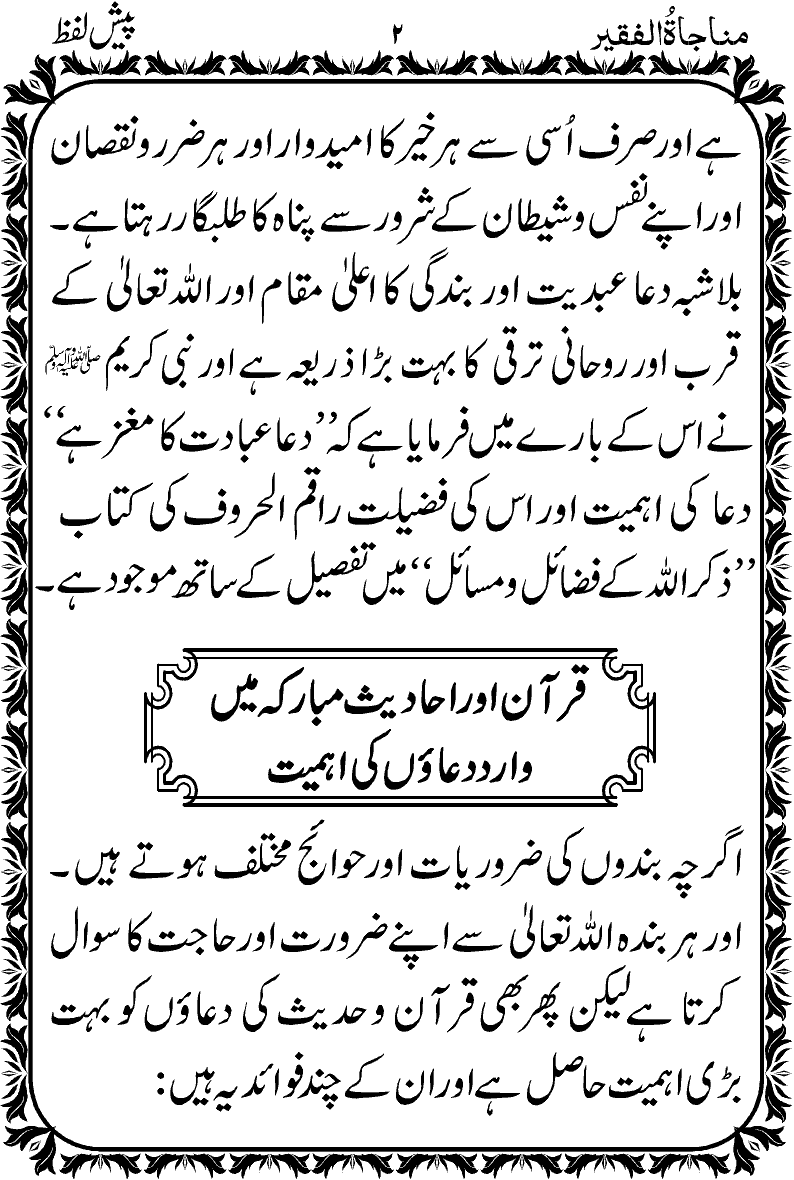 مناجاۃُ الفقیر ۲ پیش لفظ
ہے اور صرف اُسی سے ہر خیر کا امیدوار اور ہر ضرر و نقصان
اور اپنے نفس و شیطان کے شرور سے پناہ کا طلبگار رہتا ہے۔
بلاشبہ دعا عبدیت اور بندگی کا اعلیٰ مقام اور اللہ تعالیٰ کے
قرب اور روحانی ترقی کا بہت بڑا ذریعہ ہے اور نبی کریم ﷺ
نے اس کے بارے میں فرمایا ہے کہ ’’دعا عبادت کا مغز ہے‘‘
دعا کی اہمیت اور اس کی فضیلت راقم الحروف کی کتاب
’’ذکر اللہ کے فضائل و مسائل‘‘ میں تفصیل کے ساتھ موجود ہے۔
قرآن اور احادیث مبارکہ میں
وارد دعاؤں کی اہمیت
اگرچہ بندوں کی ضروریات اور حوائج مختلف ہوتے ہیں۔
اور ہر بندہ اللہ تعالیٰ سے اپنے ضرورت اور حاجت کا سوال
کرتا ہے لیکن پھر بھی قرآن و حدیث کی دعاؤں کو بہت
بڑی اہمیت حاصل ہے اور ان کے چند فوائد یہ ہیں: